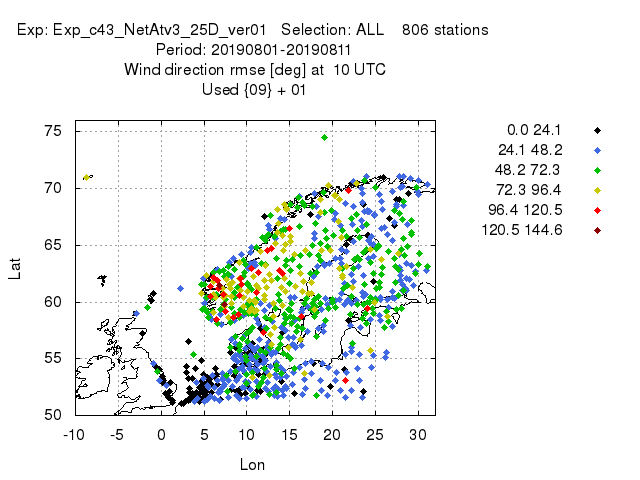 Exp: Exp_c43_NetAtv3_25D_ver01   Selection: ALL    806 stations
Period: 20190801-20190811
Wind direction rmse [deg] at  10 UTC
Used {09} + 01
75
70
65
60
55
50
-10 -5 0 5 10 15 20 25 30
Lat
Lon
0.0 24.1
24.1 48.2
48.2 72.3
72.3 96.4
96.4 120.5
120.5 144.6